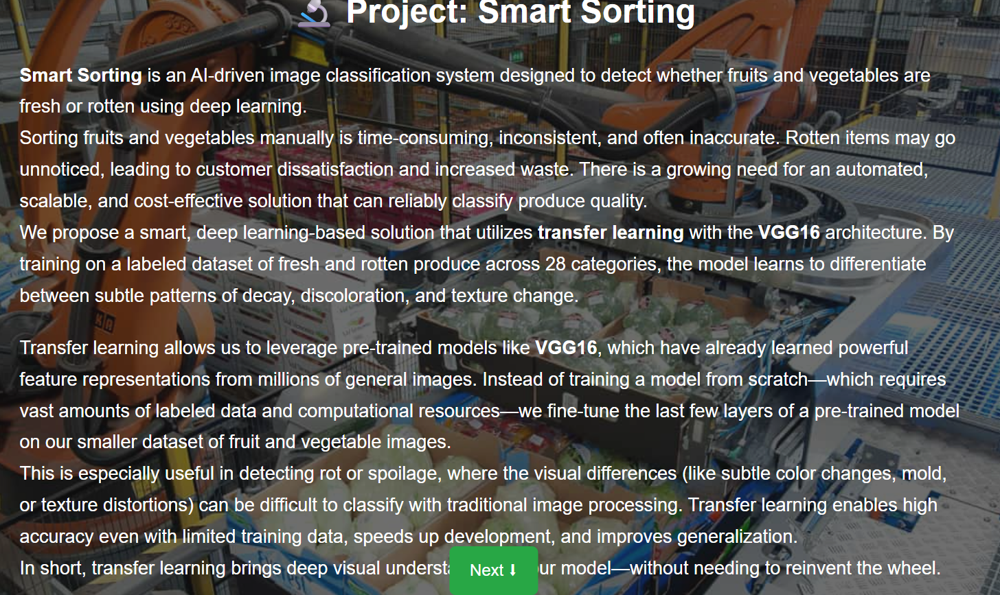 Project: Smart Sorting
Smart Sorting is an AI-driven image classification system designed to detect whether fruits and vegetables are
fresh or rotten using deep learning.
Sorting fruits and vegetables manually is time-consuming, inconsistent, and often inaccurate. Rotten items may go
unnoticed, leading to customer dissatisfaction and increased waste. There is a growing need for an automated,
scalable, and cost-effective solution that can reliably classify produce quality.
We propose a smart, deep learning-based solution that utilizes transfer learning with the VGG16 architecture. By
training on a labeled dataset of fresh and rotten produce across 28 categories, the model learns to differentiate
between subtle patterns of decay, discoloration, and texture change.
Transfer learning allows us to leverage pre-trained models like VGG16, which have already learned powerful
feature representations from millions of general images. Instead of training a model from scratch—which requires
vast amounts of labeled data and computational resources—we fine-tune the last few layers of a pre-trained model
on our smaller dataset of fruit and vegetable images.
This is especially useful in detecting rot or spoilage, where the visual differences (like subtle color changes, mold,
or texture distortions) can be difficult to classify with traditional image processing. Transfer learning enables high
accuracy even with limited training data, speeds up development, and improves generalization.
In short, transfer learning brings deep visual model—without needing to reinvent the wheel.
Next ⬇